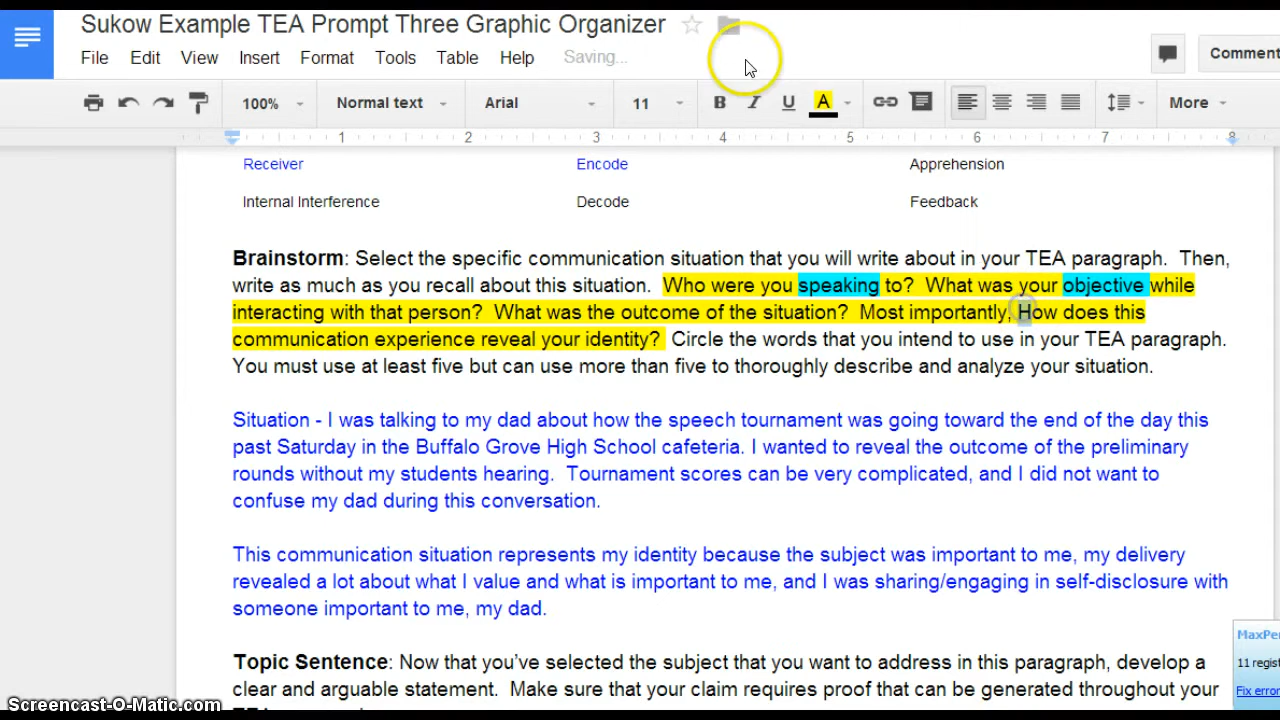 Sukow Example TEA Prompt Three Graphic Organizer
File Edit View Insert Format Tools Table Help Saving...
Comment
100% Normal text Arial 11 B I U A More
1 2 3 4 5 6 7 8
Receiver Encode Apprehension
Internal Interference Decode Feedback
Brainstorm: Select the specific communication situation that you will write about in your TEA paragraph. Then,
write as much as you recall about this situation. Who were you speaking to? What was your objective while
interacting with that person? What was the outcome of the situation? Most importantly, How does this
communication experience reveal your identity? Circle the words that you intend to use in your TEA paragraph.
You must use at least five but can use more than five to thoroughly describe and analyze your situation.
Situation - I was talking to my dad about how the speech tournament was going toward the end of the day this
past Saturday in the Buffalo Grove High School cafeteria. I wanted to reveal the outcome of the preliminary
rounds without my students hearing. Tournament scores can be very complicated, and I did not want to
confuse my dad during this conversation.
This communication situation represents my identity because the subject was important to me, my delivery
revealed a lot about what I value and what is important to me, and I was sharing/engaging in self-disclosure with
someone important to me, my dad.
Topic Sentence: Now that you've selected the subject that you want to address in this paragraph, develop a
clear and arguable statement. Make sure that your claim requires proof that can be generated throughout your
MaxPer
11 regist
Fix error
Screencast-O-Matic.com